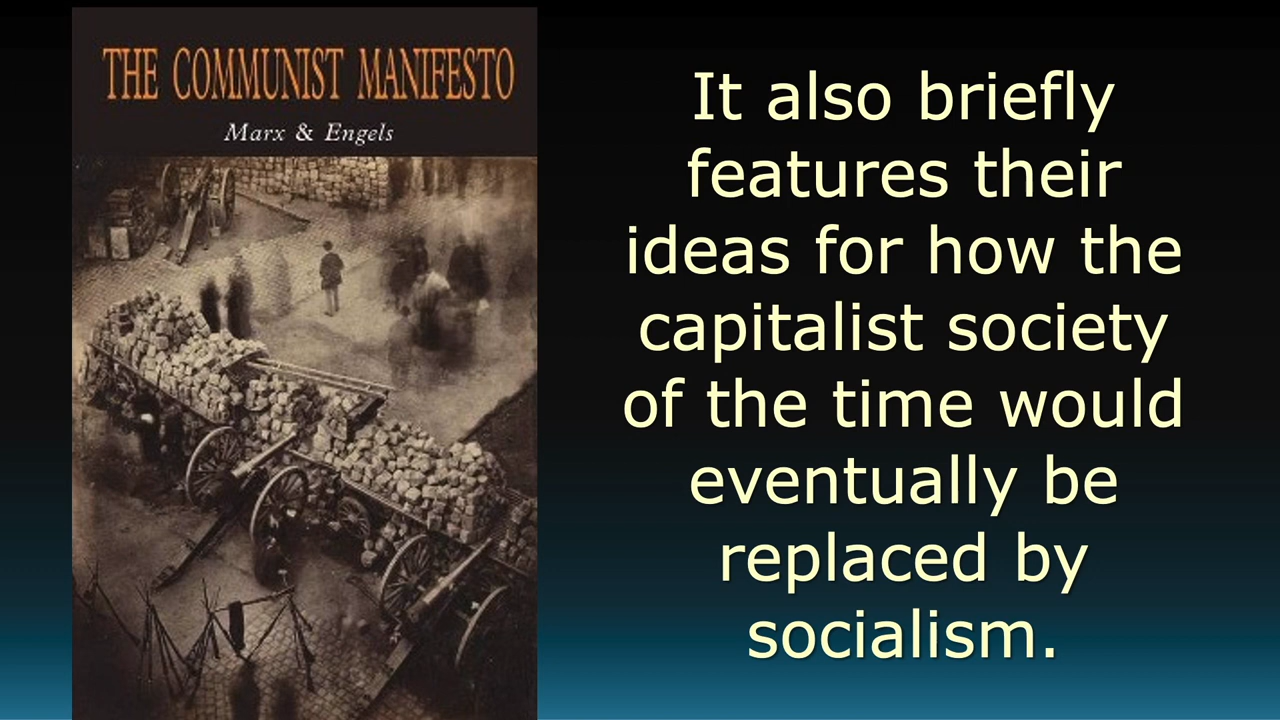 THE COMMUNIST MANIFESTO
Marx & Engels
It also briefly
features their
ideas for how the
capitalist society
of the time would
eventually be
replaced by
socialism.